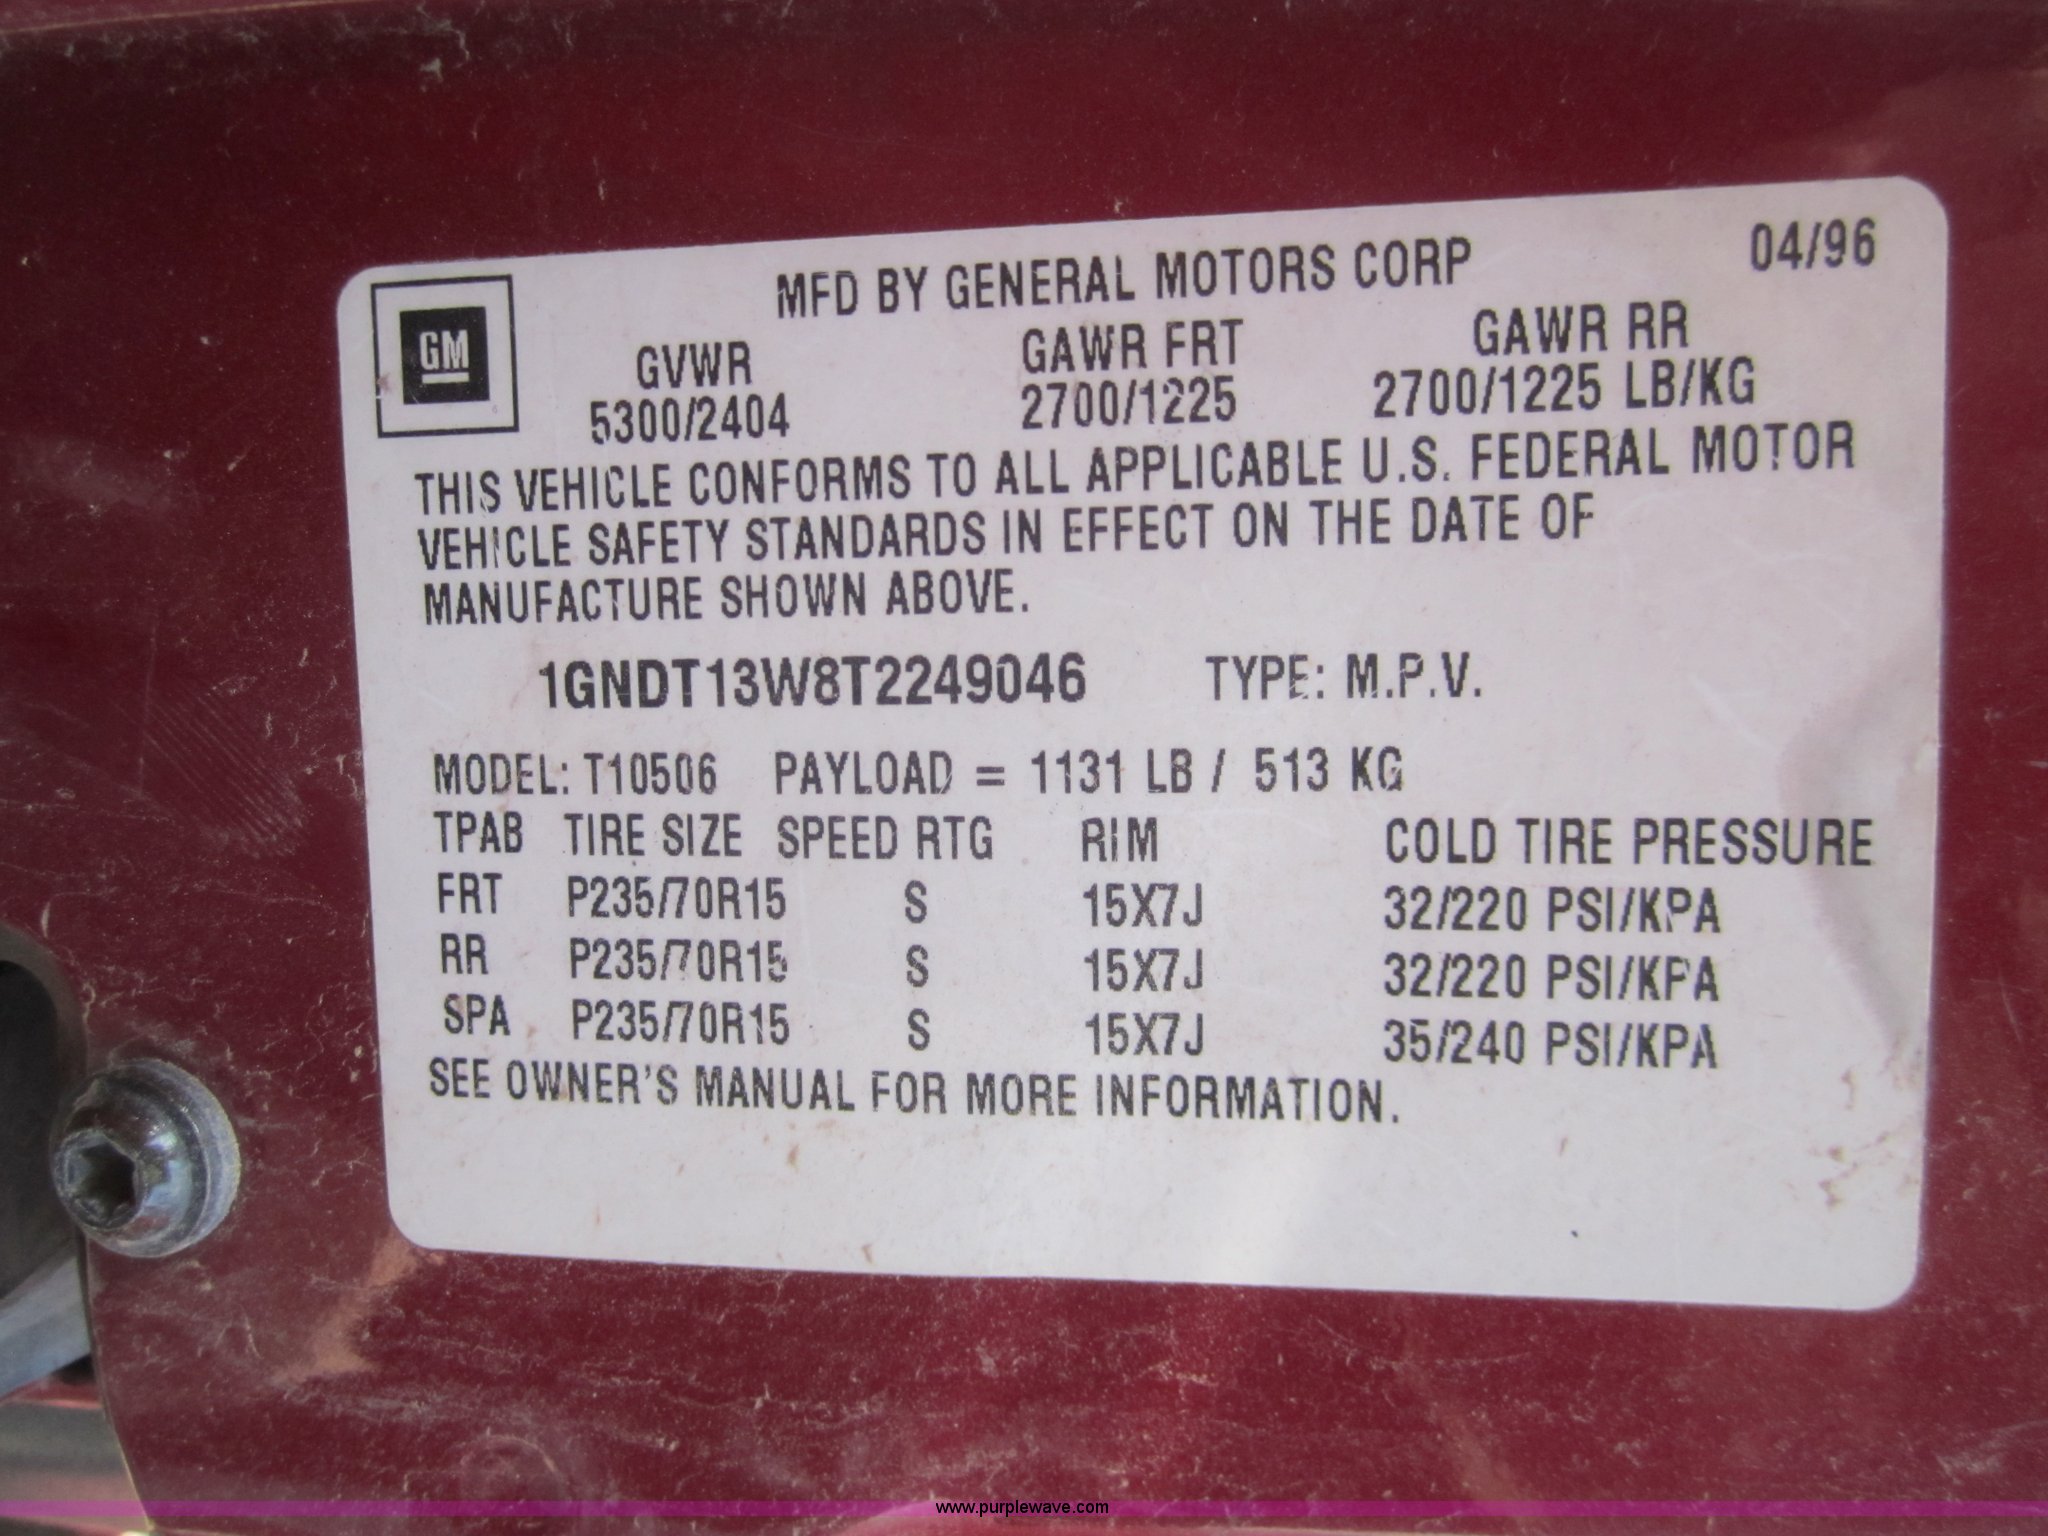 MFD BY GENERAL MOTORS CORP 04/96
GM
GVWR GAWR FRT GAWR RR
5300/2404 2700/1225 2700/1225 LB/KG
THIS VEHICLE CONFORMS TO ALL APPLICABLE U.S. FEDERAL MOTOR
VEHICLE SAFETY STANDARDS IN EFFECT ON THE DATE OF
MANUFACTURE SHOWN ABOVE.
1GNDT13W8T2249046 TYPE: M.P.V.
MODEL: T10506 PAYLOAD = 1131 LB / 513 KG
TPAB TIRE SIZE SPEED RTG RIM COLD TIRE PRESSURE
FRT P235/70R15 S 15X7J 32/220 PSI/KPA
RR P235/70R15 S 15X7J 32/220 PSI/KPA
SPA P235/70R15 S 15X7J 35/240 PSI/KPA
SEE OWNER'S MANUAL FOR MORE INFORMATION.
www.purplewave.com